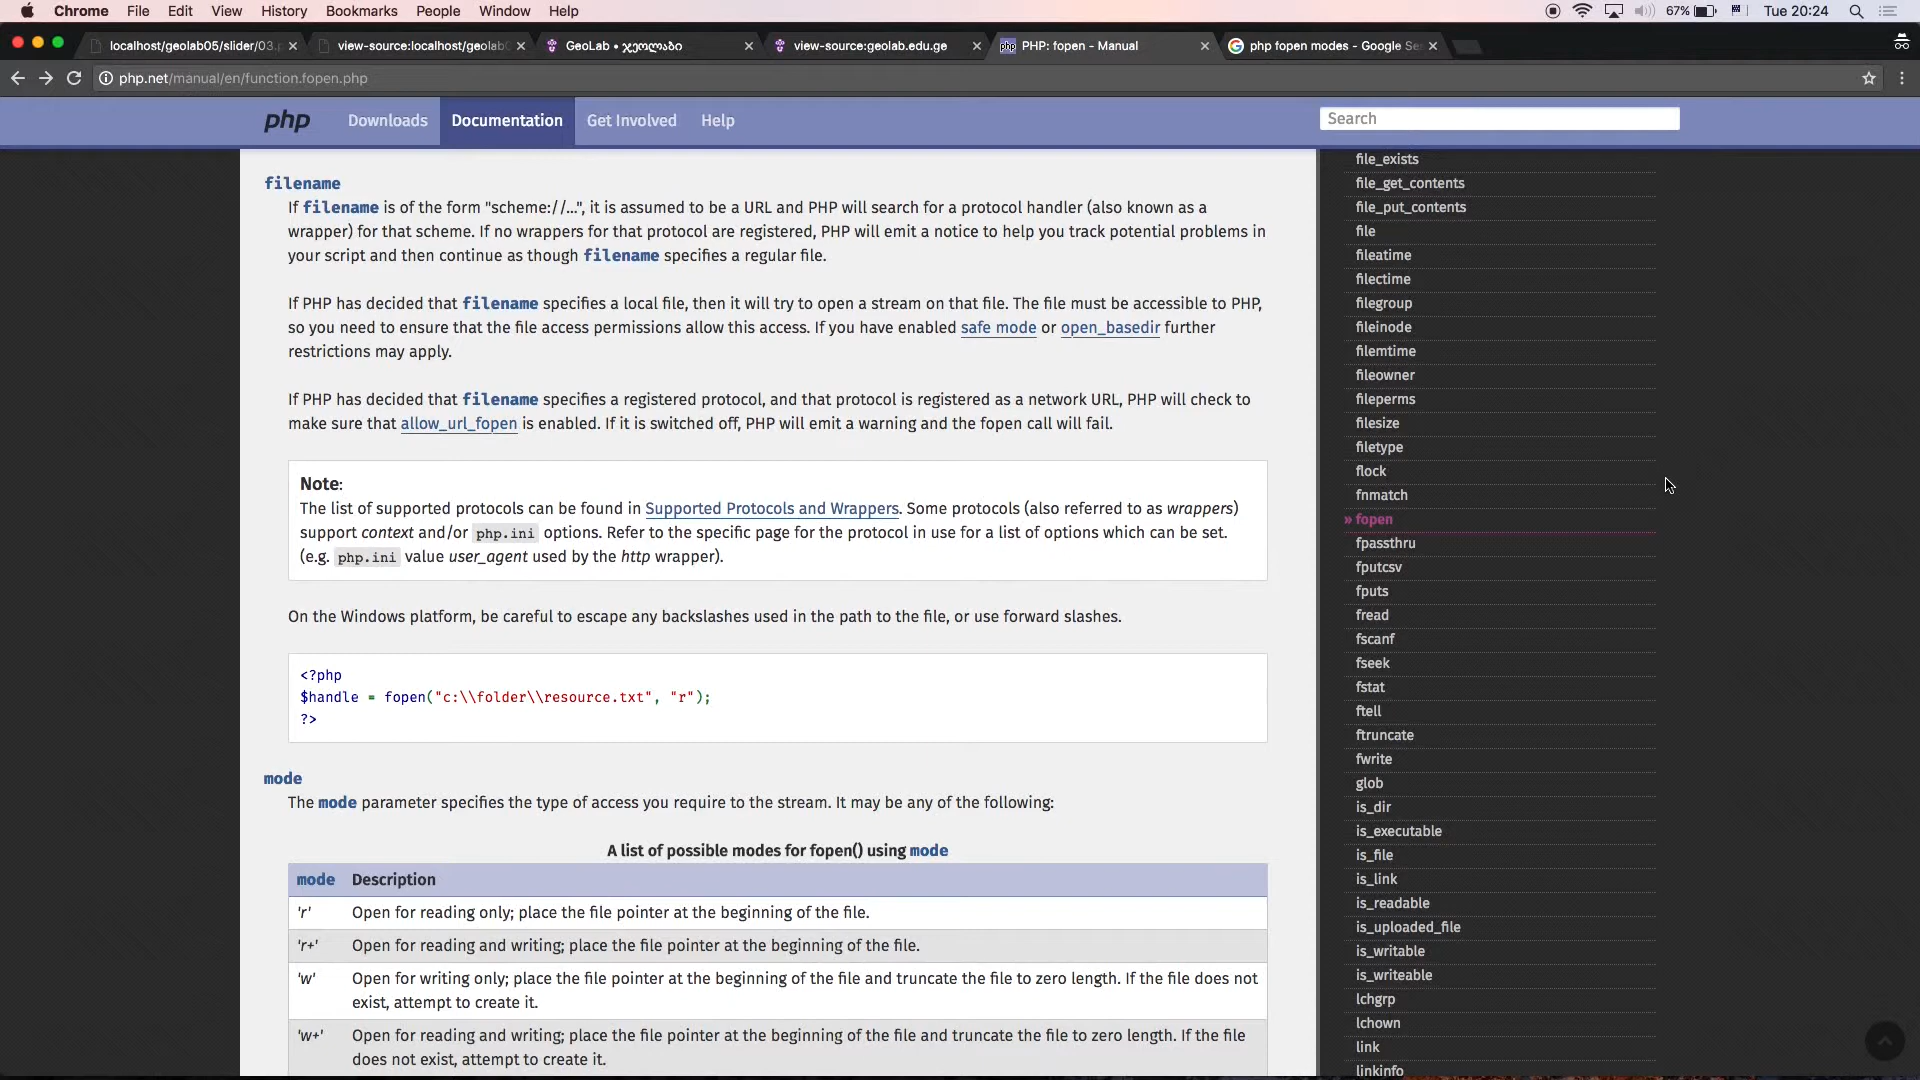 Chrome File Edit View History Bookmarks People Window Help 67% Tue 20:24
localhost/geolab05/slider/03. view-source:localhost/geolab GeoLab • ჯეოლაბი view-source:geolab.edu.ge PHP: fopen - Manual php fopen modes - Google Se
php.net/manual/en/function.fopen.php
php Downloads Documentation Get Involved Help Search
filename
If filename is of the form "scheme://...", it is assumed to be a URL and PHP will search for a protocol handler (also known as a
wrapper) for that scheme. If no wrappers for that protocol are registered, PHP will emit a notice to help you track potential problems in
your script and then continue as though filename specifies a regular file.
If PHP has decided that filename specifies a local file, then it will try to open a stream on that file. The file must be accessible to PHP,
so you need to ensure that the file access permissions allow this access. If you have enabled safe mode or open_basedir further
restrictions may apply.
If PHP has decided that filename specifies a registered protocol, and that protocol is registered as a network URL, PHP will check to
make sure that allow_url_fopen is enabled. If it is switched off, PHP will emit a warning and the fopen call will fail.
Note:
The list of supported protocols can be found in Supported Protocols and Wrappers. Some protocols (also referred to as wrappers)
support context and/or php.ini options. Refer to the specific page for the protocol in use for a list of options which can be set.
(e.g. php.ini value user_agent used by the http wrapper).
On the Windows platform, be careful to escape any backslashes used in the path to the file, or use forward slashes.
<?php
$handle = fopen("c:\\folder\\resource.txt", "r");
?>
mode
The mode parameter specifies the type of access you require to the stream. It may be any of the following:
A list of possible modes for fopen() using mode
mode Description
'r' Open for reading only; place the file pointer at the beginning of the file.
'r+' Open for reading and writing; place the file pointer at the beginning of the file.
'w' Open for writing only; place the file pointer at the beginning of the file and truncate the file to zero length. If the file does not
exist, attempt to create it.
'w+' Open for reading and writing; place the file pointer at the beginning of the file and truncate the file to zero length. If the file
does not exist, attempt to create it.
file_exists
file_get_contents
file_put_contents
file
fileatime
filectime
filegroup
fileinode
filemtime
fileowner
fileperms
filesize
filetype
flock
fnmatch
» fopen
fpassthru
fputcsv
fputs
fread
fscanf
fseek
fstat
ftell
ftruncate
fwrite
glob
is_dir
is_executable
is_file
is_link
is_readable
is_uploaded_file
is_writable
is_writeable
lchgrp
lchown
link
linkinfo